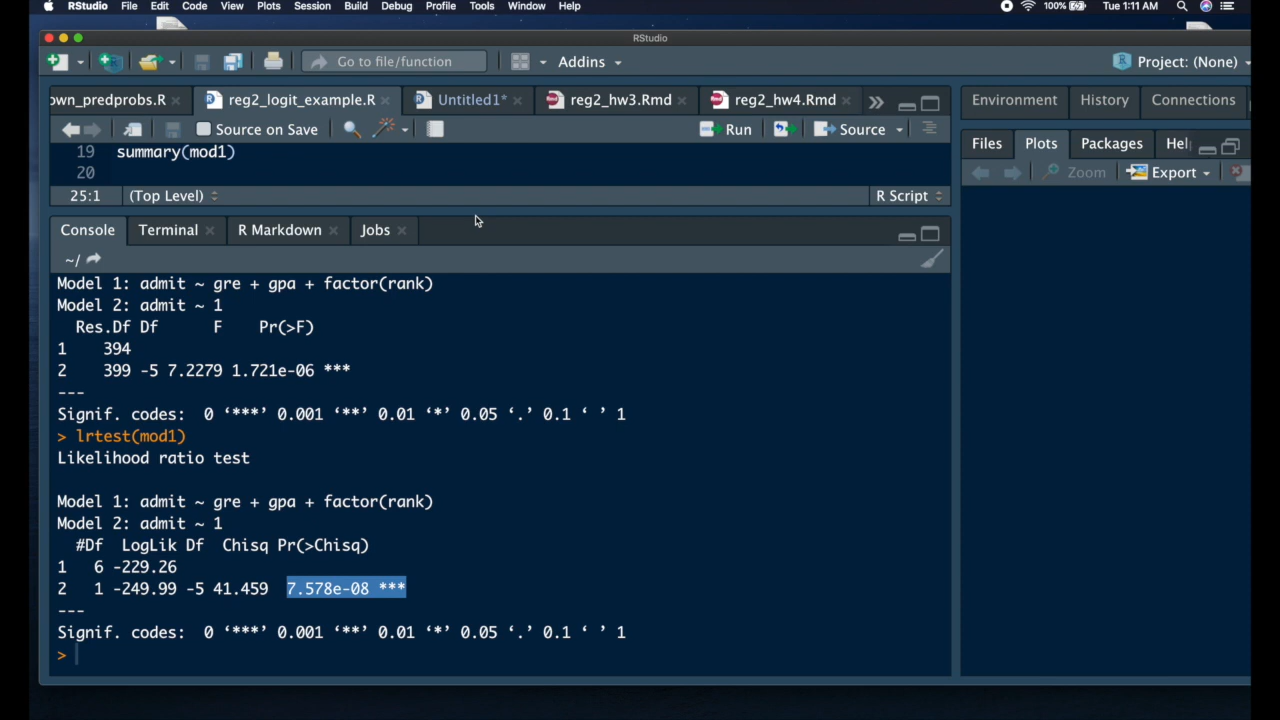 RStudio File Edit Code View Plots Session Build Debug Profile Tools Window Help 100% Tue 1:11 AM
RStudio
Go to file/function Addins Project: (None)
own_predprobs.R reg2_logit_example.R Untitled1* reg2_hw3.Rmd reg2_hw4.Rmd Environment History Connections
Source on Save Run Source Files Plots Packages Hel
19 summary(mod1)
20
Zoom Export
25:1 (Top Level) R Script
Console Terminal R Markdown Jobs
~/
Model 1: admit ~ gre + gpa + factor(rank)
Model 2: admit ~ 1
Res.Df Df F Pr(>F)
1 394
2 399 -5 7.2279 1.721e-06 ***
---
Signif. codes: 0 ‘***’ 0.001 ‘**’ 0.01 ‘*’ 0.05 ‘.’ 0.1 ‘ ’ 1
> lrtest(mod1)
Likelihood ratio test
Model 1: admit ~ gre + gpa + factor(rank)
Model 2: admit ~ 1
#Df LogLik Df Chisq Pr(>Chisq)
1 6 -229.26
2 1 -249.99 -5 41.459 7.578e-08 ***
---
Signif. codes: 0 ‘***’ 0.001 ‘**’ 0.01 ‘*’ 0.05 ‘.’ 0.1 ‘ ’ 1
>